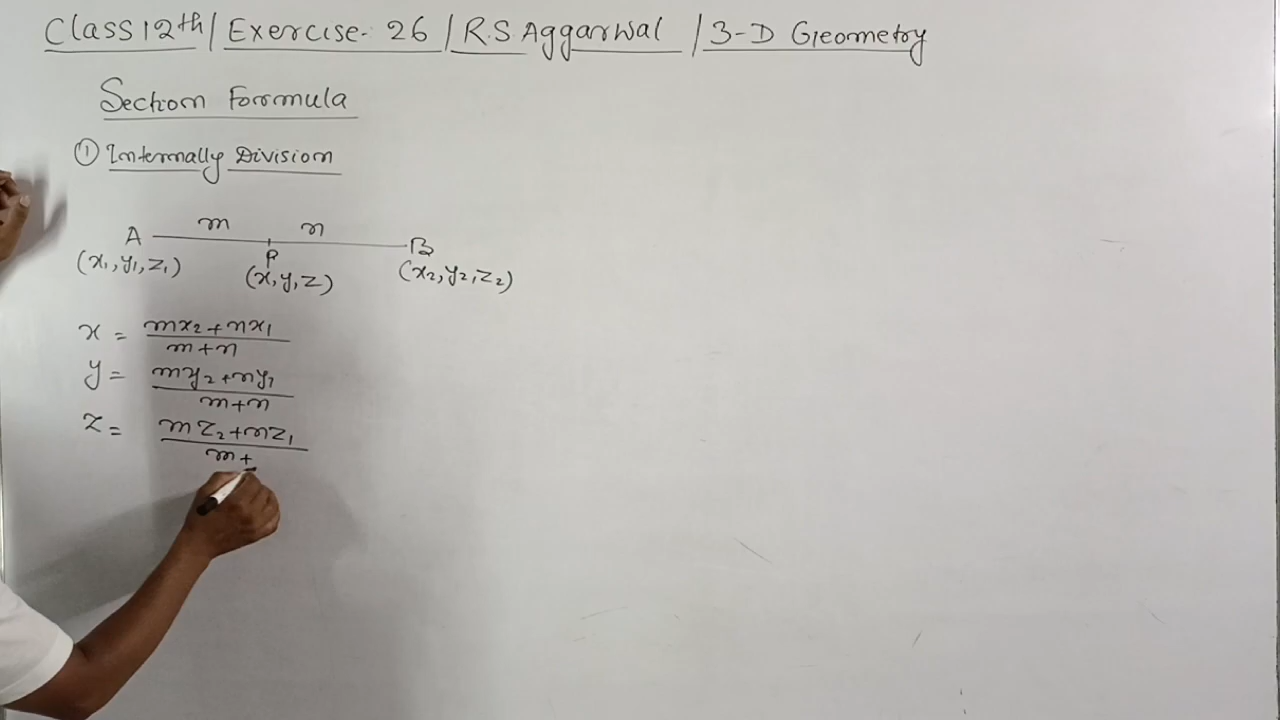 Class 12th / Exercise- 26 / R.S Aggarwal / 3-D Geometry
Section Formula
① Internally Division
m n
A P B
(x₁, y₁, z₁) (x, y, z) (x₂, y₂, z₂)
x = mx₂ + nx₁ / m + n
y = my₂ + ny₁ / m + n
z = mz₂ + nz₁ / m +